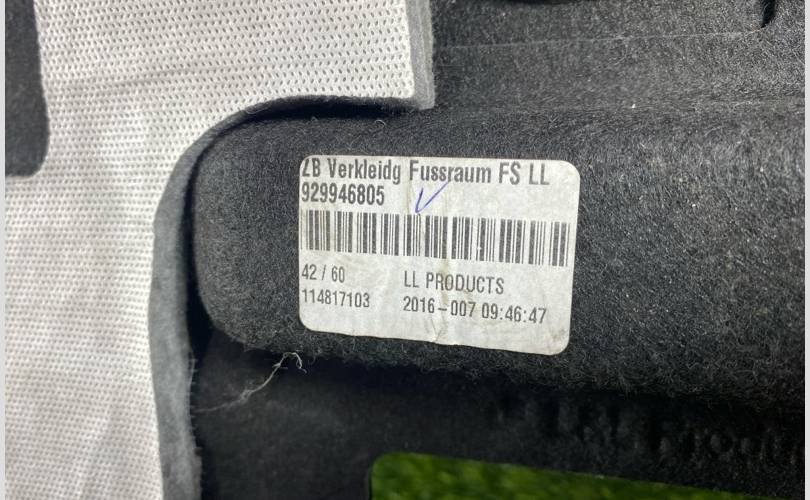 ZB Verkleidg Fussraum FS LL
929946805
42 / 60
LL PRODUCTS
114817103
2016-007 09:46:47